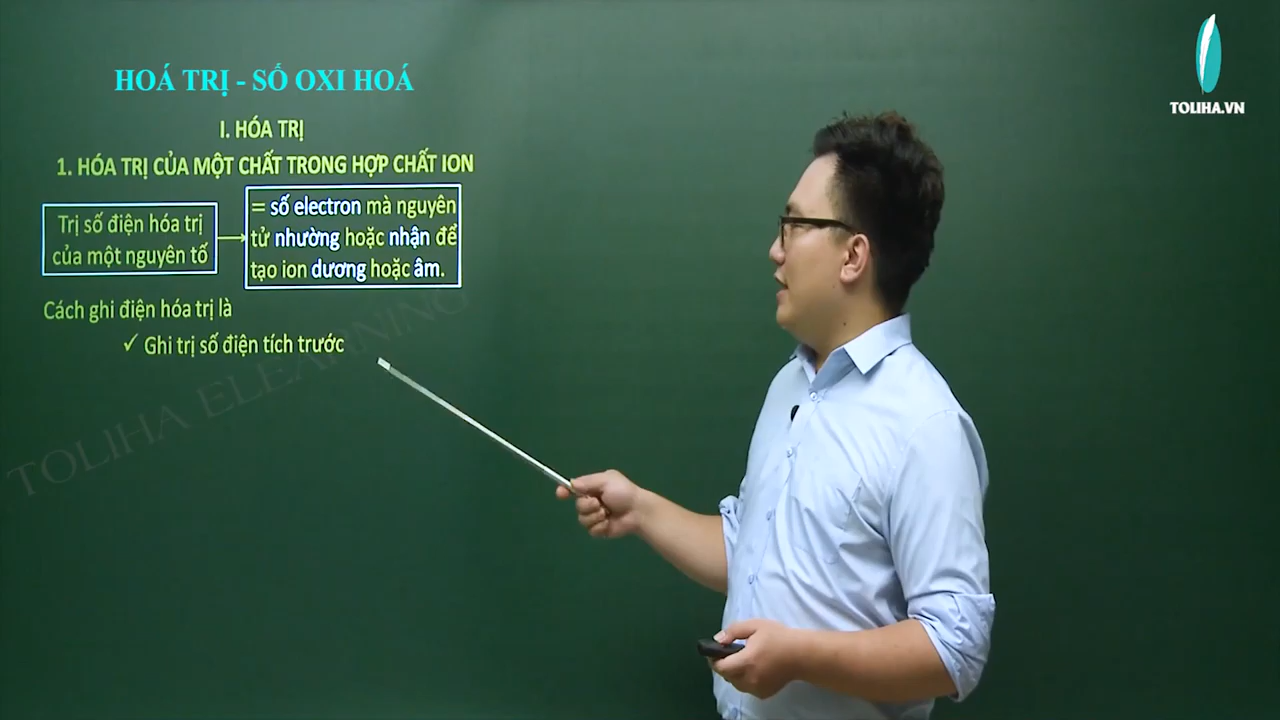 HOÁ TRỊ - SỐ OXI HOÁ
TOLIHA.VN
I. HÓA TRỊ
1. HÓA TRỊ CỦA MỘT CHẤT TRONG HỢP CHẤT ION
Trị số điện hóa trị
của một nguyên tố
= số electron mà nguyên
tử nhường hoặc nhận để
tạo ion dương hoặc âm.
Cách ghi điện hóa trị là
✓ Ghi trị số điện tích trước
TOLIHA ELEARNING